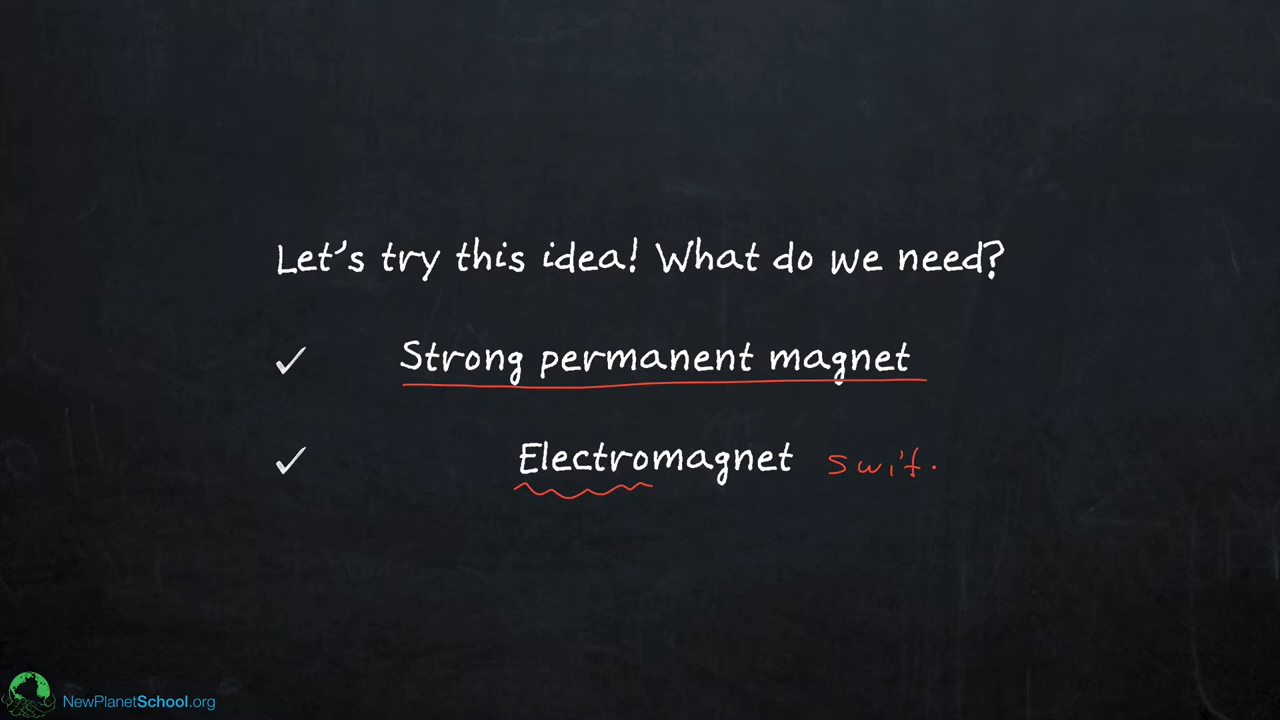 Let's try this idea! What do we need?
✓ Strong permanent magnet
✓ Electromagnet swit.
NewPlanetSchool.org